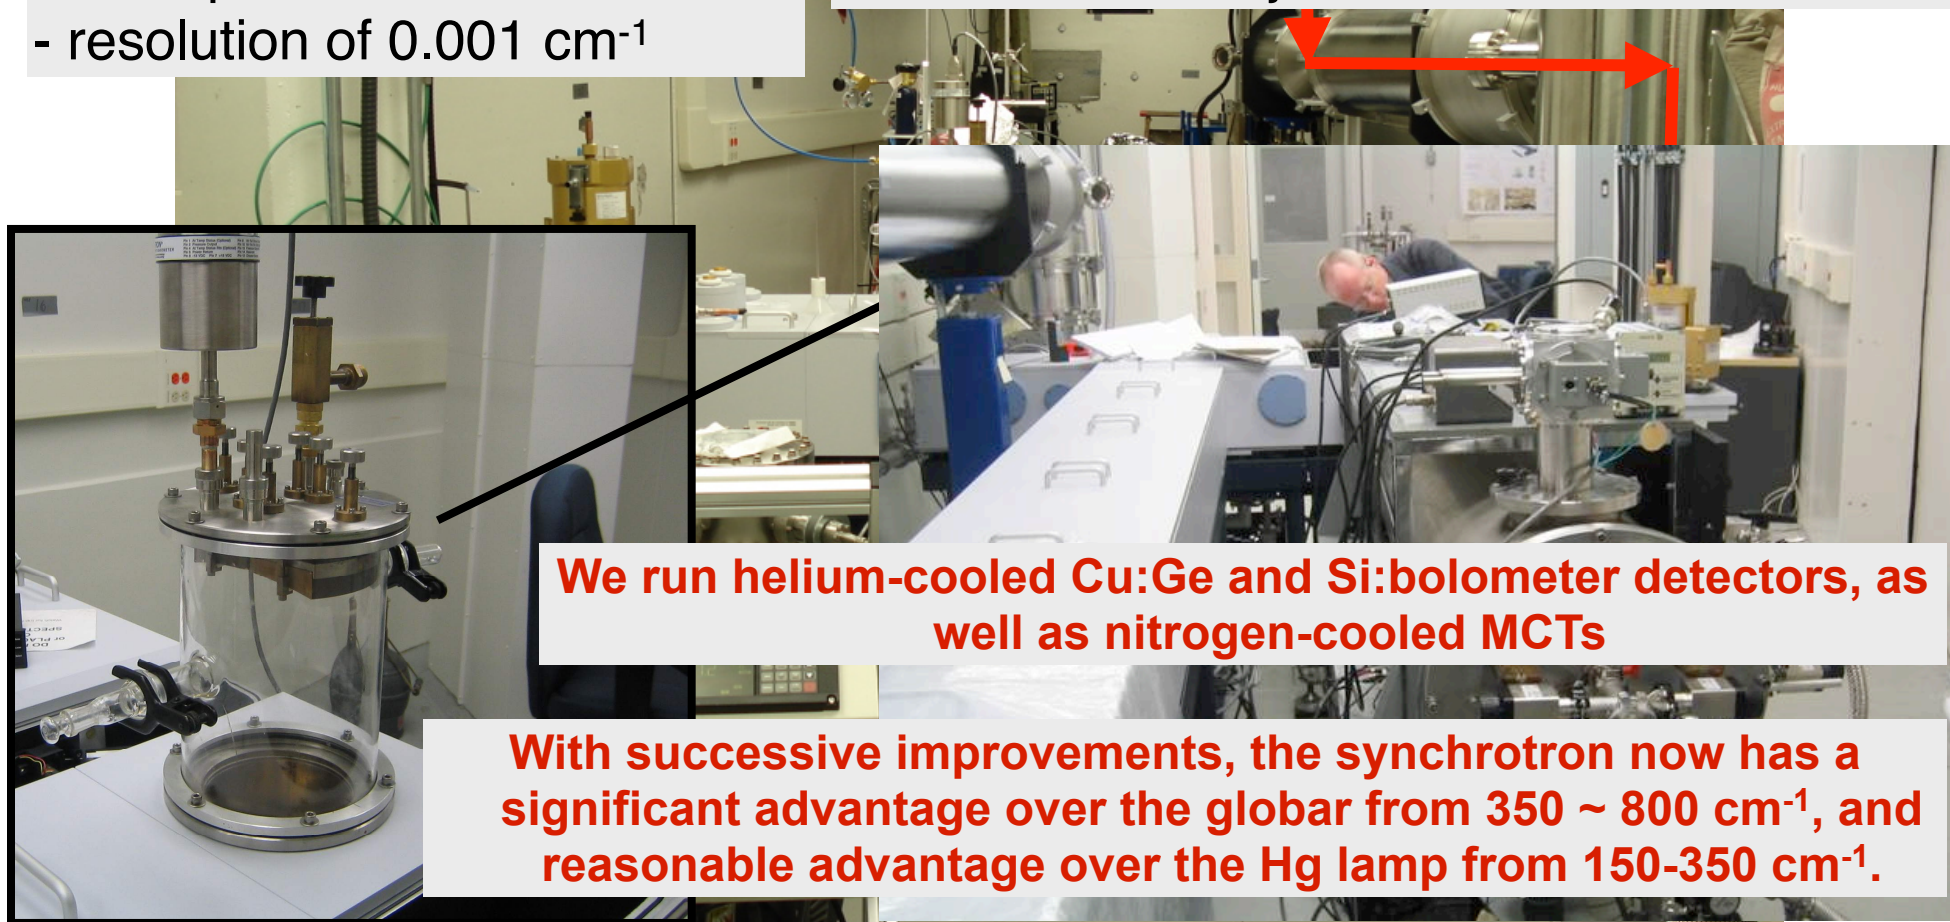 - resolution of 0.001 cm⁻¹
We run helium-cooled Cu:Ge and Si:bolometer detectors, as
well as nitrogen-cooled MCTs
With successive improvements, the synchrotron now has a
significant advantage over the globar from 350 ~ 800 cm⁻¹, and
reasonable advantage over the Hg lamp from 150-350 cm⁻¹.